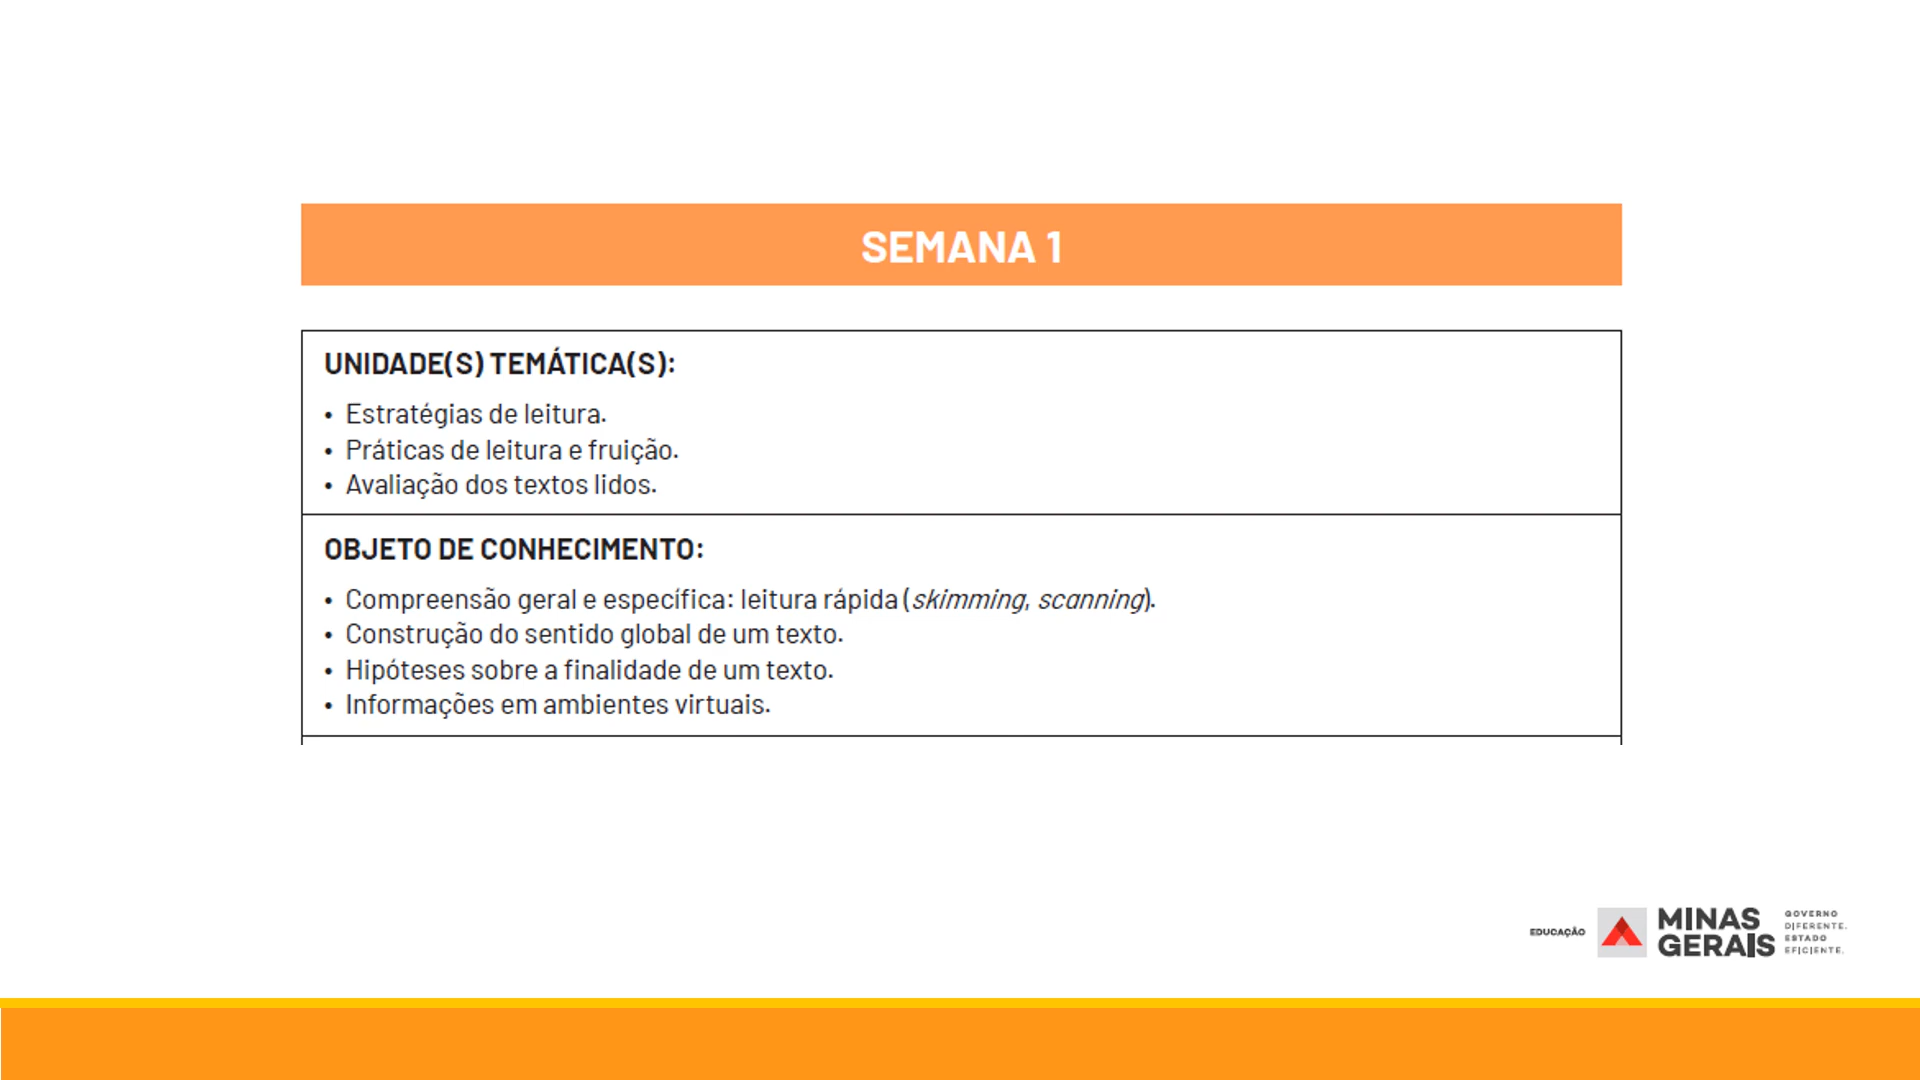 SEMANA 1
UNIDADE(S) TEMÁTICA(S):
• Estratégias de leitura.
• Práticas de leitura e fruição.
• Avaliação dos textos lidos.
OBJETO DE CONHECIMENTO:
• Compreensão geral e específica: leitura rápida (skimming, scanning).
• Construção do sentido global de um texto.
• Hipóteses sobre a finalidade de um texto.
• Informações em ambientes virtuais.
EDUCAÇÃO
MINAS
GERAIS
GOVERNO
DIFERENTE.
ESTADO
EFICIENTE.